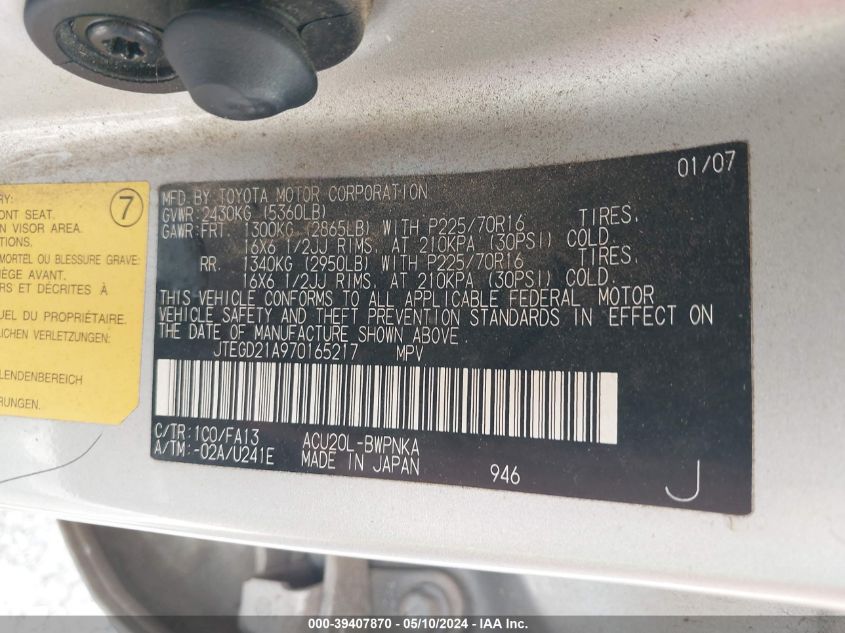 RY:
ONT SEAT.
N VISOR AREA.
TIONS.
MORTEL OU BLESSURE GRAVE:
IÈGE AVANT.
ERS ET DÉCRITES À
UEL DU PROPRIÉTAIRE.
LICHEN VERLETZUNGEN.
LENDENBEREICH
RUNGEN.
7
01/07
MFD. BY TOYOTA MOTOR CORPORATION
GVWR: 2430KG (5360LB)
GAWR: FRT. 1300KG (2865LB) WITH P225/70R16 TIRES,
16X6 1/2JJ RIMS, AT 210KPA (30PSI) COLD.
RR. 1340KG (2950LB) WITH P225/70R16 TIRES,
16X6 1/2JJ RIMS, AT 210KPA (30PSI) COLD.
THIS VEHICLE CONFORMS TO ALL APPLICABLE FEDERAL MOTOR
VEHICLE SAFETY AND THEFT PREVENTION STANDARDS IN EFFECT ON
THE DATE OF MANUFACTURE SHOWN ABOVE.
JTEGD21A970165217 MPV
C/TR: 1C0/FA13 ACU20L-BWPNKA
A/TM: -02A/U241E MADE IN JAPAN 946
J
000-39407870 - 05/10/2024 - IAA Inc.